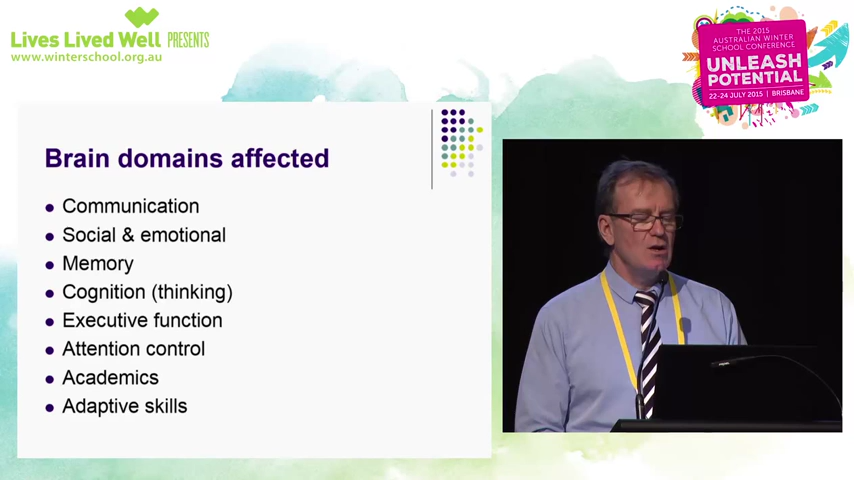 Lives Lived Well PRESENTS
www.winterschool.org.au
THE 2015
AUSTRALIAN WINTER
SCHOOL CONFERENCE
UNLEASH
POTENTIAL
22-24 JULY 2015 | BRISBANE
Brain domains affected
• Communication
• Social & emotional
• Memory
• Cognition (thinking)
• Executive function
• Attention control
• Academics
• Adaptive skills